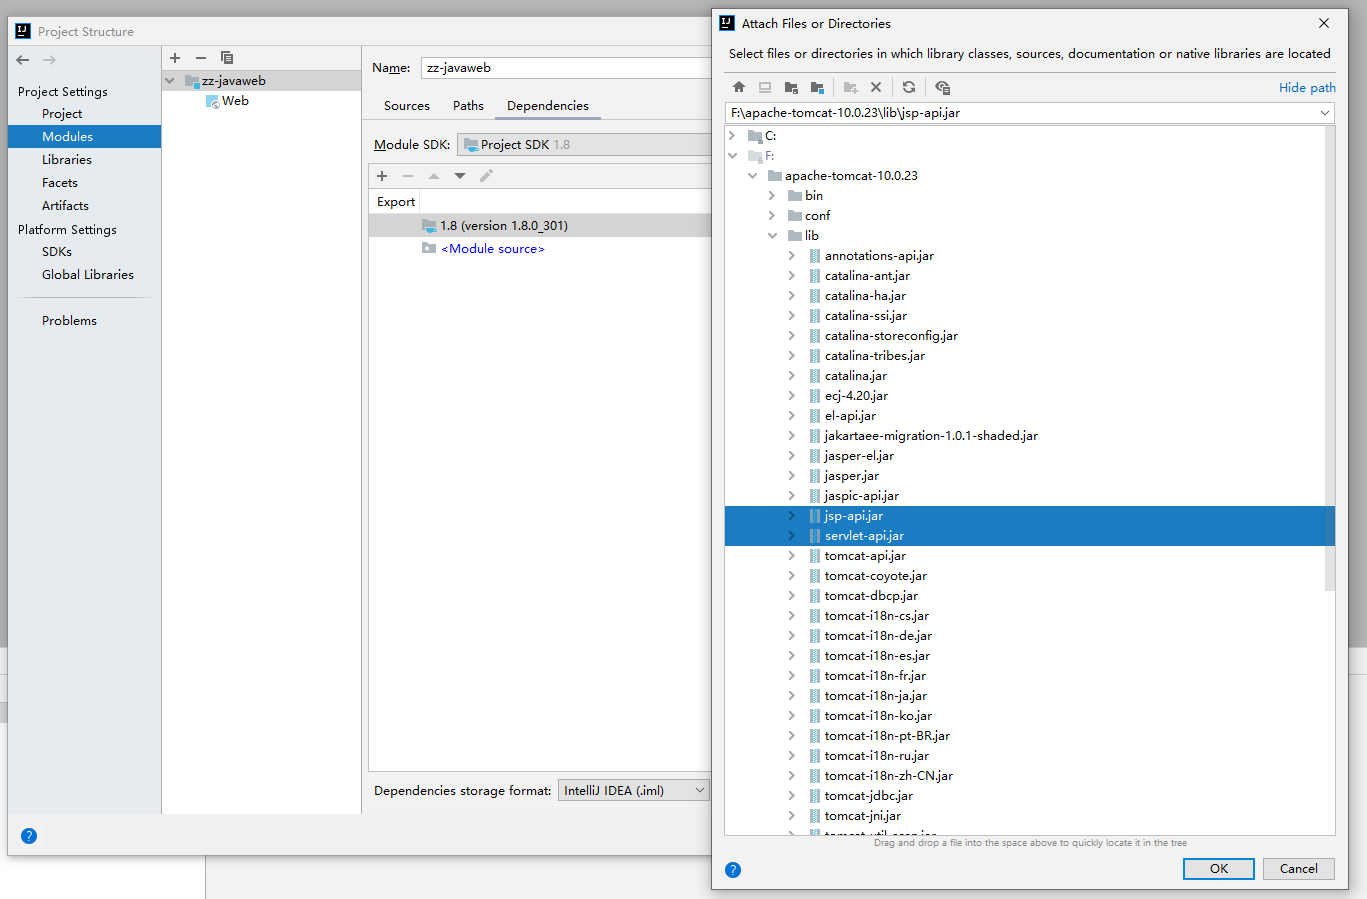 Project Structure
Project Settings
Project
Modules
Libraries
Facets
Artifacts
Platform Settings
SDKs
Global Libraries
Problems
zz-javaweb
Web
Name: zz-javaweb
Sources Paths Dependencies
Module SDK: Project SDK 1.8
Export
1.8 (version 1.8.0_301)
<Module source>
Dependencies storage format: IntelliJ IDEA (.iml)
?
Attach Files or Directories
Select files or directories in which library classes, sources, documentation or native libraries are located
Hide path
F:\apache-tomcat-10.0.23\lib\jsp-api.jar
C:
F:
apache-tomcat-10.0.23
bin
conf
lib
annotations-api.jar
catalina-ant.jar
catalina-ha.jar
catalina-ssi.jar
catalina-storeconfig.jar
catalina-tribes.jar
catalina.jar
ecj-4.20.jar
el-api.jar
jakartaee-migration-1.0.1-shaded.jar
jasper-el.jar
jasper.jar
jaspic-api.jar
jsp-api.jar
servlet-api.jar
tomcat-api.jar
tomcat-coyote.jar
tomcat-dbcp.jar
tomcat-i18n-cs.jar
tomcat-i18n-de.jar
tomcat-i18n-es.jar
tomcat-i18n-fr.jar
tomcat-i18n-ja.jar
tomcat-i18n-ko.jar
tomcat-i18n-pt-BR.jar
tomcat-i18n-ru.jar
tomcat-i18n-zh-CN.jar
tomcat-jdbc.jar
tomcat-jni.jar
Drag and drop a file into the space above to quickly locate it in the tree
?
OK Cancel